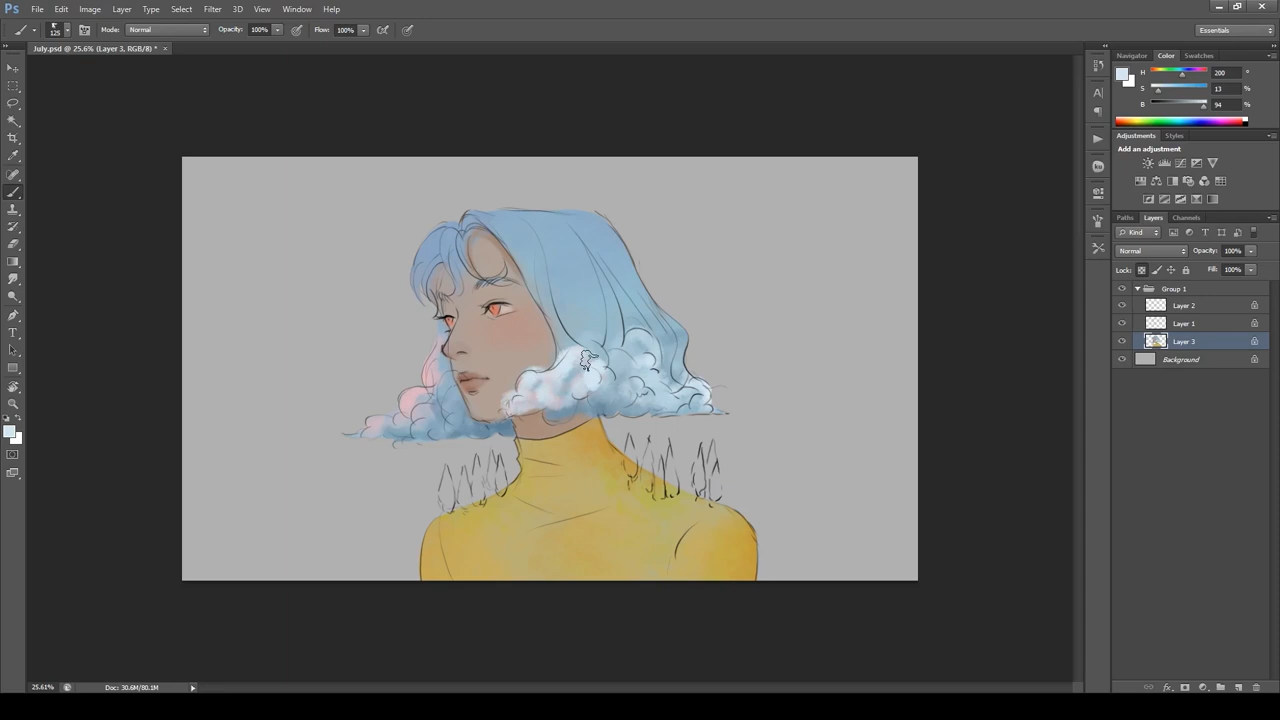 Ps File Edit Image Layer Type Select Filter 3D View Window Help
125 Mode: Normal Opacity: 100% Flow: 100% Essentials
July.psd @ 25.6% (Layer 3, RGB/8) * ×
Navigator Color Swatches
H 200 °
S 13 %
B 94 %
Adjustments Styles
Add an adjustment
Paths Layers Channels
Kind
Normal Opacity: 100%
Lock: Fill: 100%
Group 1
Layer 2
Layer 1
Layer 3
Background
25.61% Doc: 30.6M/80.1M